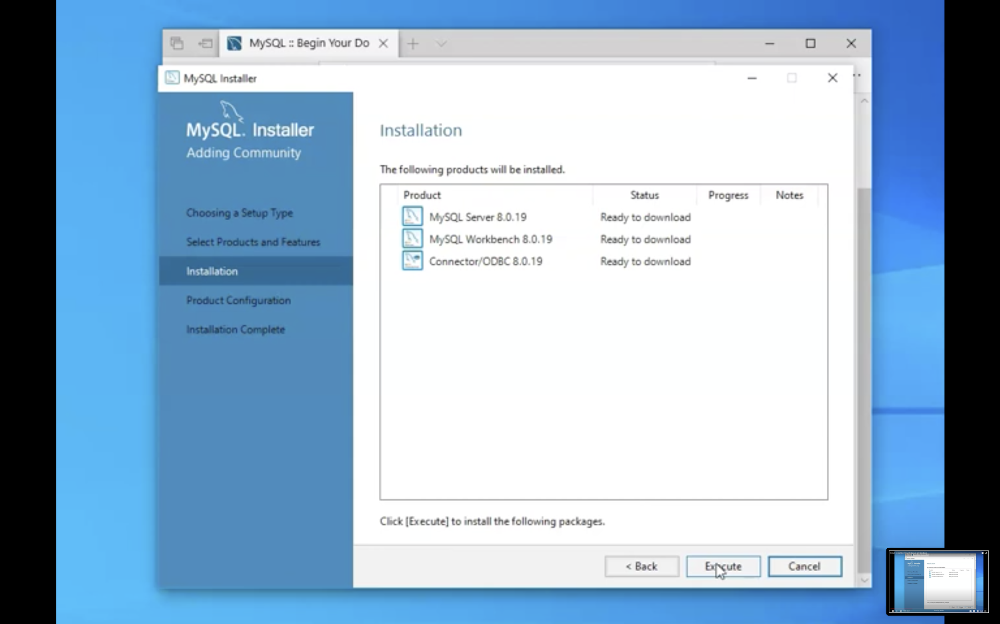 MySQL :: Begin Your Do
MySQL Installer
MySQL. Installer
Adding Community
Choosing a Setup Type
Select Products and Features
Installation
Product Configuration
Installation Complete
Installation
The following products will be installed.
Product Status Progress Notes
MySQL Server 8.0.19 Ready to download
MySQL Workbench 8.0.19 Ready to download
Connector/ODBC 8.0.19 Ready to download
Click [Execute] to install the following packages.
< Back Execute Cancel